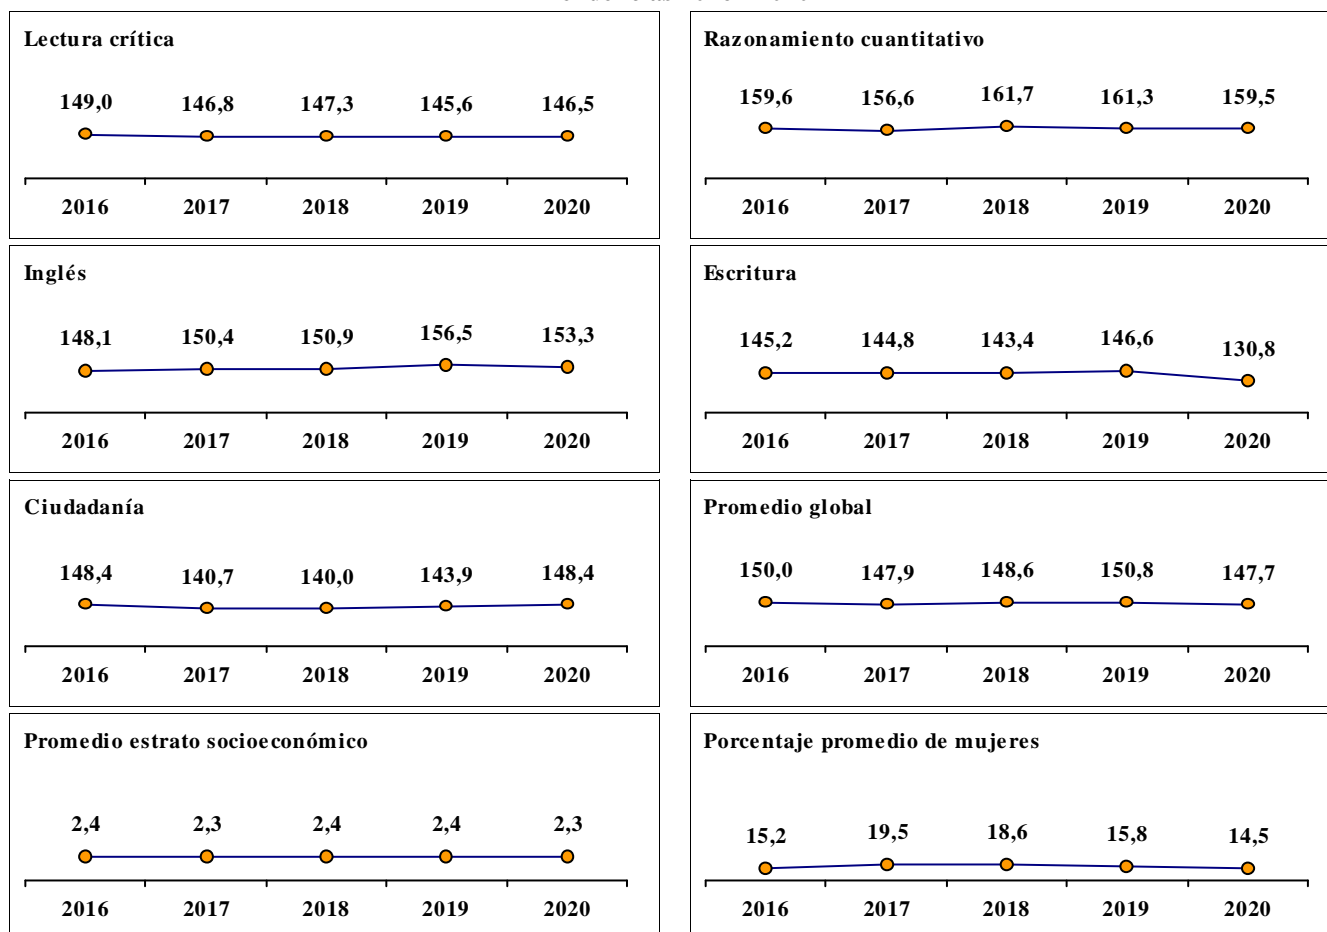 Lectura crítica
149,0 146,8 147,3 145,6 146,5
2016 2017 2018 2019 2020
Razonamiento cuantitativo
159,6 156,6 161,7 161,3 159,5
2016 2017 2018 2019 2020
Inglés
148,1 150,4 150,9 156,5 153,3
2016 2017 2018 2019 2020
Escritura
145,2 144,8 143,4 146,6 130,8
2016 2017 2018 2019 2020
Ciudadanía
148,4 140,7 140,0 143,9 148,4
2016 2017 2018 2019 2020
Promedio global
150,0 147,9 148,6 150,8 147,7
2016 2017 2018 2019 2020
Promedio estrato socioeconómico
2,4 2,3 2,4 2,4 2,3
2016 2017 2018 2019 2020
Porcentaje promedio de mujeres
15,2 19,5 18,6 15,8 14,5
2016 2017 2018 2019 2020